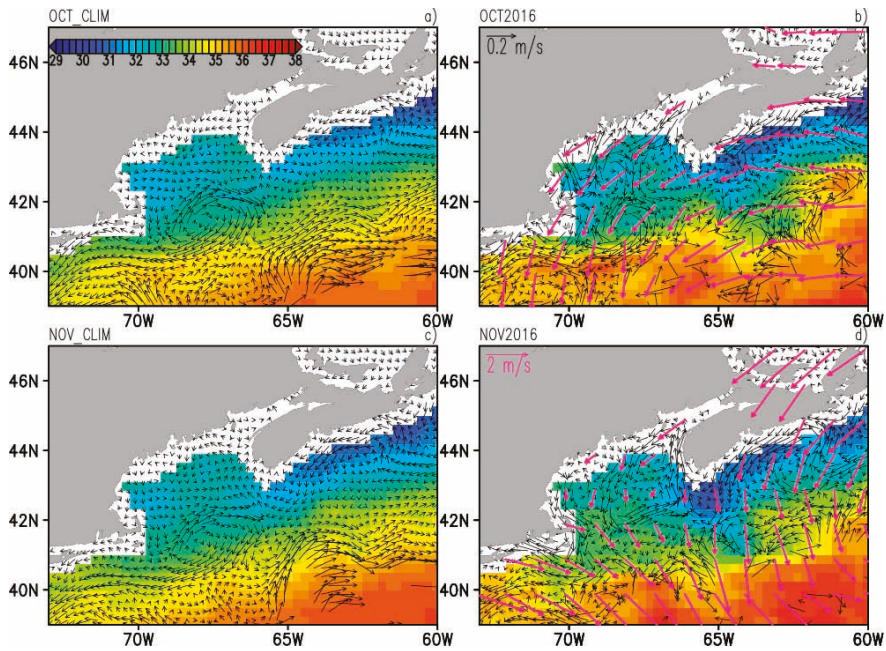 OCT_CLIM a)
29 30 31 32 33 34 35 36 37 38
46N
44N
42N
40N
70W 65W 60W
OCT2016 b)
0.2 m/s
46N
44N
42N
40N
70W 65W 60W
NOV_CLIM c)
46N
44N
42N
40N
70W 65W 60W
NOV2016 d)
2 m/s
46N
44N
42N
40N
70W 65W 60W